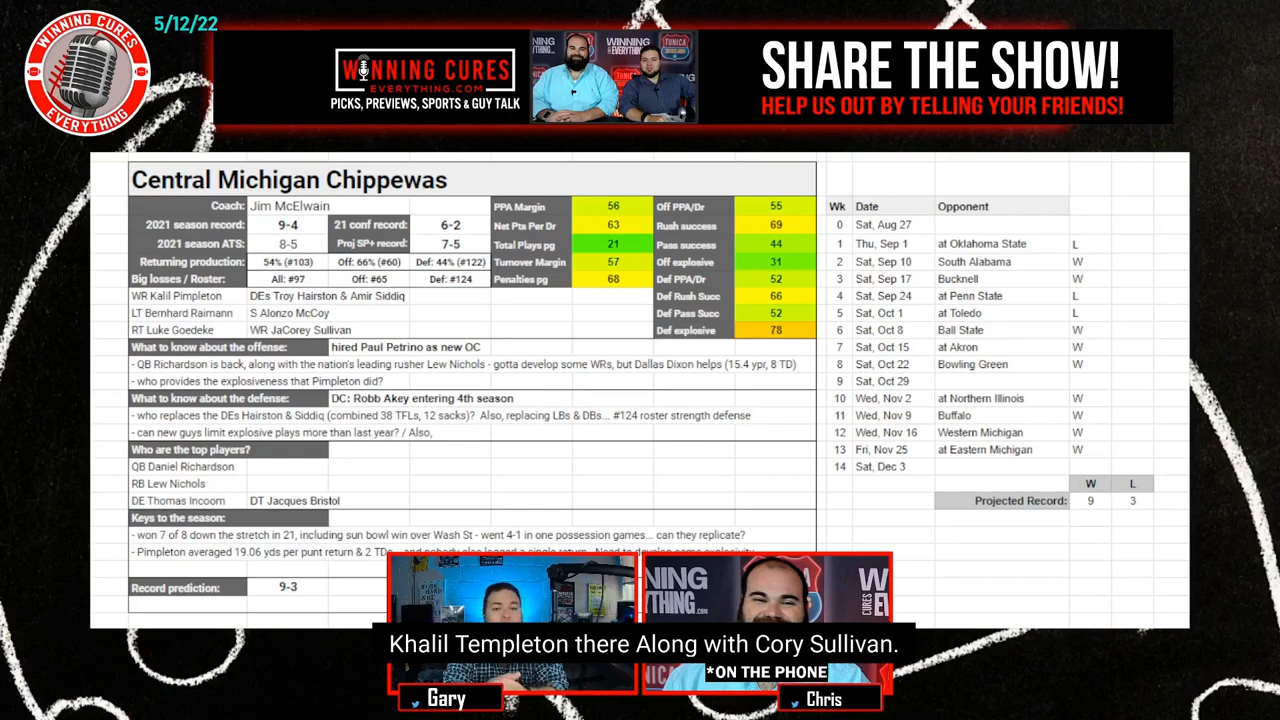 WINNING CURES
EVERYTHING
5/12/22
WINNING CURES
EVERYTHING.COM
PICKS, PREVIEWS, SPORTS & GUY TALK
SHARE THE SHOW!
HELP US OUT BY TELLING YOUR FRIENDS!
Central Michigan Chippewas
Coach: Jim McElwain PPA Margin 56 Off PPA/Dr 55
2021 season record: 9-4 21 conf record: 6-2 Net Pts Per Dr 63 Rush success 69
2021 season ATS: 8-5 Proj SP+ record: 7-5 Total Plays pg 21 Pass success 44
Returning production: 54% (#103) Off: 66% (#60) Def: 44% (#122) Turnover Margin 57 Off explosive 31
Big losses / Roster: All: #97 Off: #65 Def: #124 Penalties pg 68 Def PPA/Dr 52
WR Kalil Pimpleton DEs Troy Hairston & Amir Siddiq Def Rush Succ 66
LT Bernhard Raimann S Alonzo McCoy Def Pass Succ 52
RT Luke Goedeke WR JaCorey Sullivan Def explosive 78
What to know about the offense: hired Paul Petrino as new OC
- QB Richardson is back, along with the nation's leading rusher Lew Nichols - gotta develop some WRs, but Dallas Dixon helps (15.4 ypr, 8 TD)
- who provides the explosiveness that Pimpleton did?
What to know about the defense: DC: Robb Akey entering 4th season
- who replaces the DEs Hairston & Siddiq (combined 38 TFLs, 12 sacks)? Also, replacing LBs & DBs... #124 roster strength defense
- can new guys limit explosive plays more than last year? / Also,
Who are the top players?
QB Daniel Richardson
RB Lew Nichols
DE Thomas Incoom DT Jacques Bristol
Keys to the season:
- won 7 of 8 down the stretch in 21, including sun bowl win over Wash St - went 4-1 in one possession games... can they replicate?
- Pimpleton averaged 19.06 yds per punt return & 2 TDs... and nobody else logged a single return. Need to develop some explosivity
Record prediction: 9-3
Wk Date Opponent
0 Sat, Aug 27
1 Thu, Sep 1 at Oklahoma State L
2 Sat, Sep 10 South Alabama W
3 Sat, Sep 17 Bucknell W
4 Sat, Sep 24 at Penn State L
5 Sat, Oct 1 at Toledo L
6 Sat, Oct 8 Ball State W
7 Sat, Oct 15 at Akron W
8 Sat, Oct 22 Bowling Green W
9 Sat, Oct 29
10 Wed, Nov 2 at Northern Illinois W
11 Wed, Nov 9 Buffalo W
12 Wed, Nov 16 Western Michigan W
13 Fri, Nov 25 at Eastern Michigan W
14 Sat, Dec 3
W L
Projected Record: 9 3
Khalil Templeton there Along with Cory Sullivan.
*ON THE PHONE
Gary
Chris